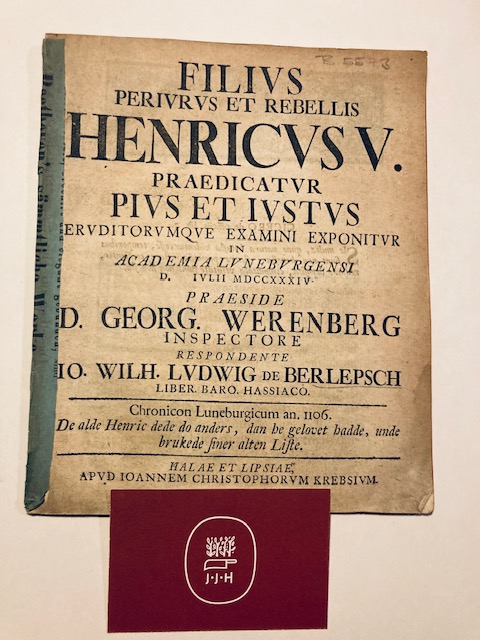 B 5573
FILIVS
PERIVRVS ET REBELLIS
HENRICVS V.
PRAEDICATVR
PIVS ET IVSTVS
ERVDITORVMQVE EXAMINI EXPONITVR
IN
ACADEMIA LVNEBVRGENSI
D. IVLII MDCCXXXIV
PRAESIDE
D. GEORG. WERENBERG
INSPECTORE
RESPONDENTE
IO. WILH. LVDWIG DE BERLEPSCH
LIBER. BARO. HASSIACO.
Chronicon Luneburgicum an. 1106.
De alde Henric dede do anders, dan he gelovet hadde, unde
brukede siner alten Liste.
HALAE ET LIPSIAE,
APVD IOANNEM CHRISTOPHORVM KREBSIVM.
J·J·H